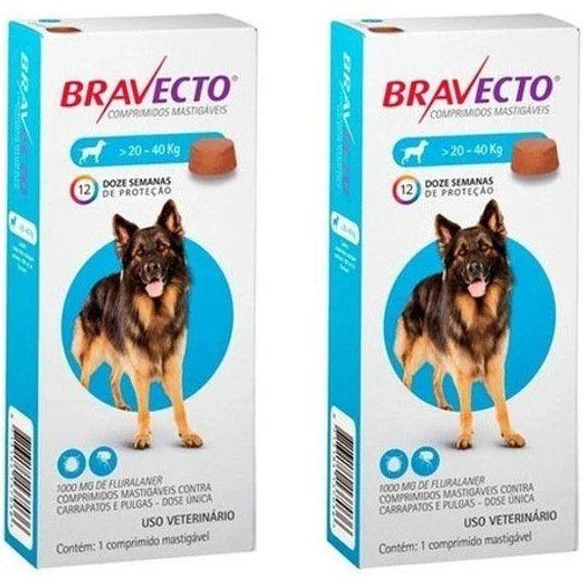 BRAVECTO®
COMPRIMIDOS MASTIGÁVEIS
>20 - 40 Kg
12
DOZE SEMANAS
DE PROTEÇÃO
1000 MG DE FLURALANER
COMPRIMIDOS MASTIGÁVEIS CONTRA
CARRAPATOS E PULGAS - DOSE ÚNICA
USO VETERINÁRIO
Contém: 1 comprimido mastigável
BRAVECTO
BRAVECTO®
COMPRIMIDOS MASTIGÁVEIS
>20 - 40 Kg
12
DOZE SEMANAS
DE PROTEÇÃO
1000 MG DE FLURALANER
COMPRIMIDOS MASTIGÁVEIS CONTRA
CARRAPATOS E PULGAS - DOSE ÚNICA
USO VETERINÁRIO
Contém: 1 comprimido mastigável
BRAVECTO